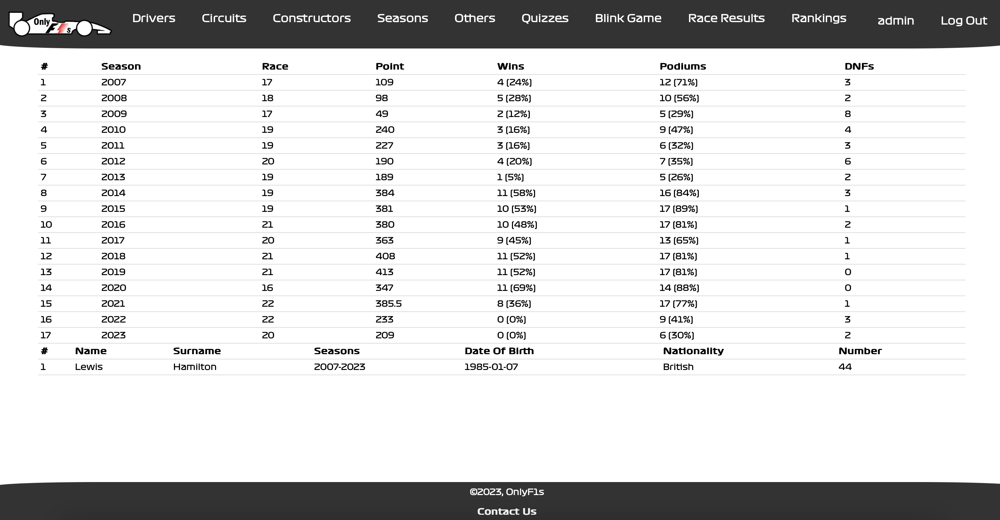 Only F1s Drivers Circuits Constructors Seasons Others Quizzes Blink Game Race Results Rankings admin Log Out
# Season Race Point Wins Podiums DNFs
1 2007 17 109 4 (24%) 12 (71%) 3
2 2008 18 98 5 (28%) 10 (56%) 2
3 2009 17 49 2 (12%) 5 (29%) 8
4 2010 19 240 3 (16%) 9 (47%) 4
5 2011 19 227 3 (16%) 6 (32%) 3
6 2012 20 190 4 (20%) 7 (35%) 6
7 2013 19 189 1 (5%) 5 (26%) 2
8 2014 19 384 11 (58%) 16 (84%) 3
9 2015 19 381 10 (53%) 17 (89%) 1
10 2016 21 380 10 (48%) 17 (81%) 2
11 2017 20 363 9 (45%) 13 (65%) 1
12 2018 21 408 11 (52%) 17 (81%) 1
13 2019 21 413 11 (52%) 17 (81%) 0
14 2020 16 347 11 (69%) 14 (88%) 0
15 2021 22 385.5 8 (36%) 17 (77%) 1
16 2022 22 233 0 (0%) 9 (41%) 3
17 2023 20 209 0 (0%) 6 (30%) 2
# Name Surname Seasons Date Of Birth Nationality Number
1 Lewis Hamilton 2007-2023 1985-01-07 British 44
©2023, OnlyF1s
Contact Us